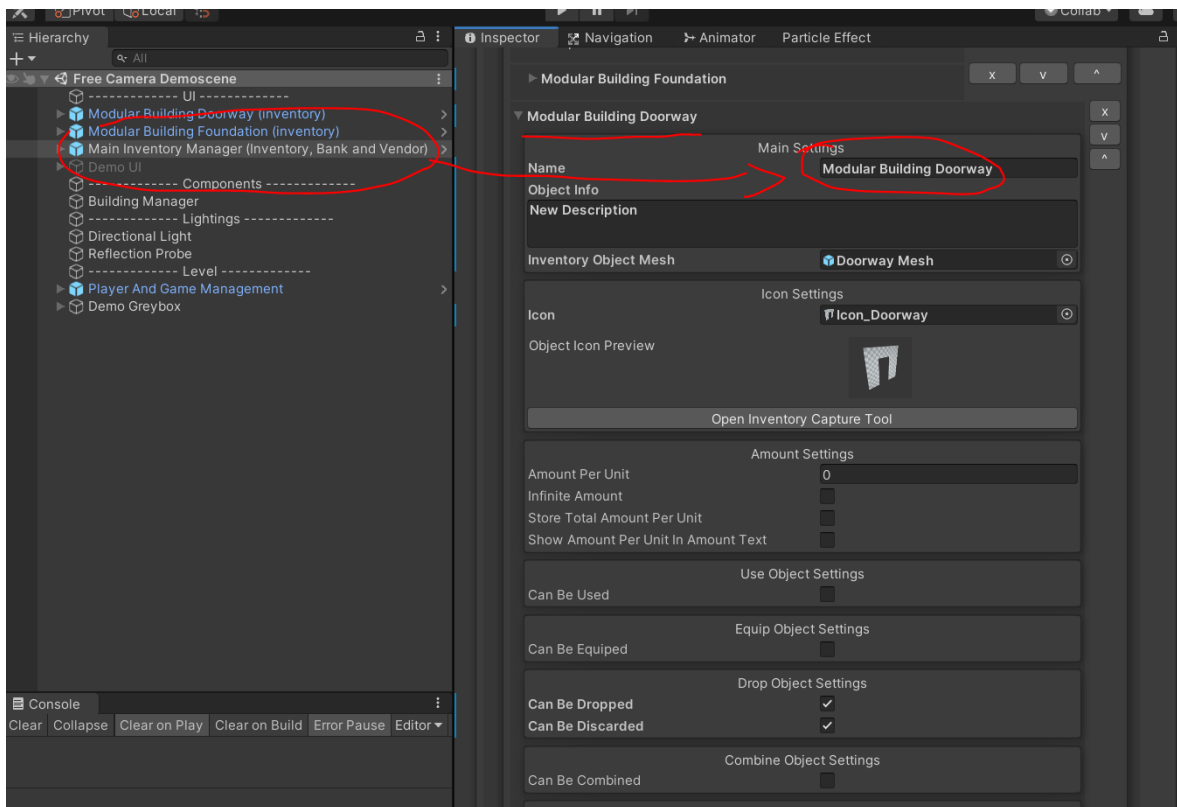 Pivot Local Collab
Hierarchy
All
Free Camera Demoscene
------------- UI -------------
Modular Building Doorway (inventory)
Modular Building Foundation (inventory)
Main Inventory Manager (Inventory, Bank and Vendor)
Demo UI
------------- Components -------------
Building Manager
------------- Lightings -------------
Directional Light
Reflection Probe
------------- Level -------------
Player And Game Management
Demo Greybox
Console
Clear Collapse Clear on Play Clear on Build Error Pause Editor
Inspector Navigation Animator Particle Effect
Modular Building Foundation x v ^
Modular Building Doorway x
v
^
Main Settings
Name Modular Building Doorway
Object Info
New Description
Inventory Object Mesh Doorway Mesh
Icon Settings
Icon Icon_Doorway
Object Icon Preview
Open Inventory Capture Tool
Amount Settings
Amount Per Unit 0
Infinite Amount
Store Total Amount Per Unit
Show Amount Per Unit In Amount Text
Use Object Settings
Can Be Used
Equip Object Settings
Can Be Equiped
Drop Object Settings
Can Be Dropped
Can Be Discarded
Combine Object Settings
Can Be Combined